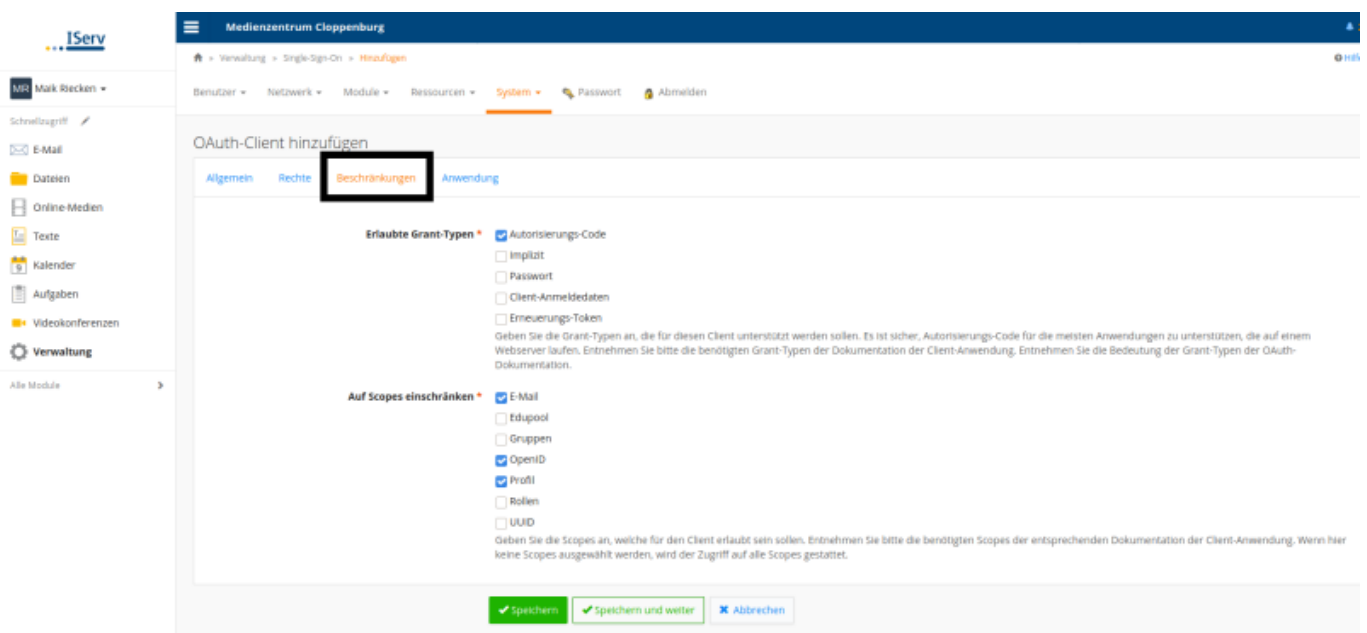 IServ
Medienzentrum Cloppenburg
» Verwaltung » Single-Sign-On » Hinzufügen
MR Maik Riecken
Benutzer Netzwerk Module Ressourcen System Passwort Abmelden
Schnellzugriff
E-Mail
Dateien
Online-Medien
Texte
Kalender
Aufgaben
Videokonferenzen
Verwaltung
Alle Module
OAuth-Client hinzufügen
Allgemein Rechte Beschränkungen Anwendung
Erlaubte Grant-Typen * Autorisierungs-Code
Implizit
Passwort
Client-Anmeldedaten
Erneuerungs-Token
Geben Sie die Grant-Typen an, die für diesen Client unterstützt werden sollen. Es ist sicher, Autorisierungs-Code für die meisten Anwendungen zu unterstützen, die auf einem
Webserver laufen. Entnehmen Sie bitte die benötigten Grant-Typen der Dokumentation der Client-Anwendung. Entnehmen Sie die Bedeutung der Grant-Typen der OAuth-
Dokumentation.
Auf Scopes einschränken * E-Mail
Edupool
Gruppen
OpenID
Profil
Rollen
UUID
Geben Sie die Scopes an, welche für den Client erlaubt sein sollen. Entnehmen Sie bitte die benötigten Scopes der entsprechenden Dokumentation der Client-Anwendung. Wenn hier
keine Scopes ausgewählt werden, wird der Zugriff auf alle Scopes gestattet.
Speichern Speichern und weiter Abbrechen